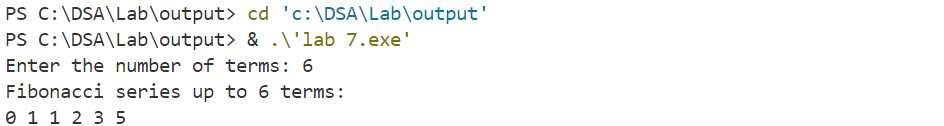 PS C:\DSA\Lab\output> cd 'c:\DSA\Lab\output'
PS C:\DSA\Lab\output> & .\'lab 7.exe'
Enter the number of terms: 6
Fibonacci series up to 6 terms:
0 1 1 2 3 5